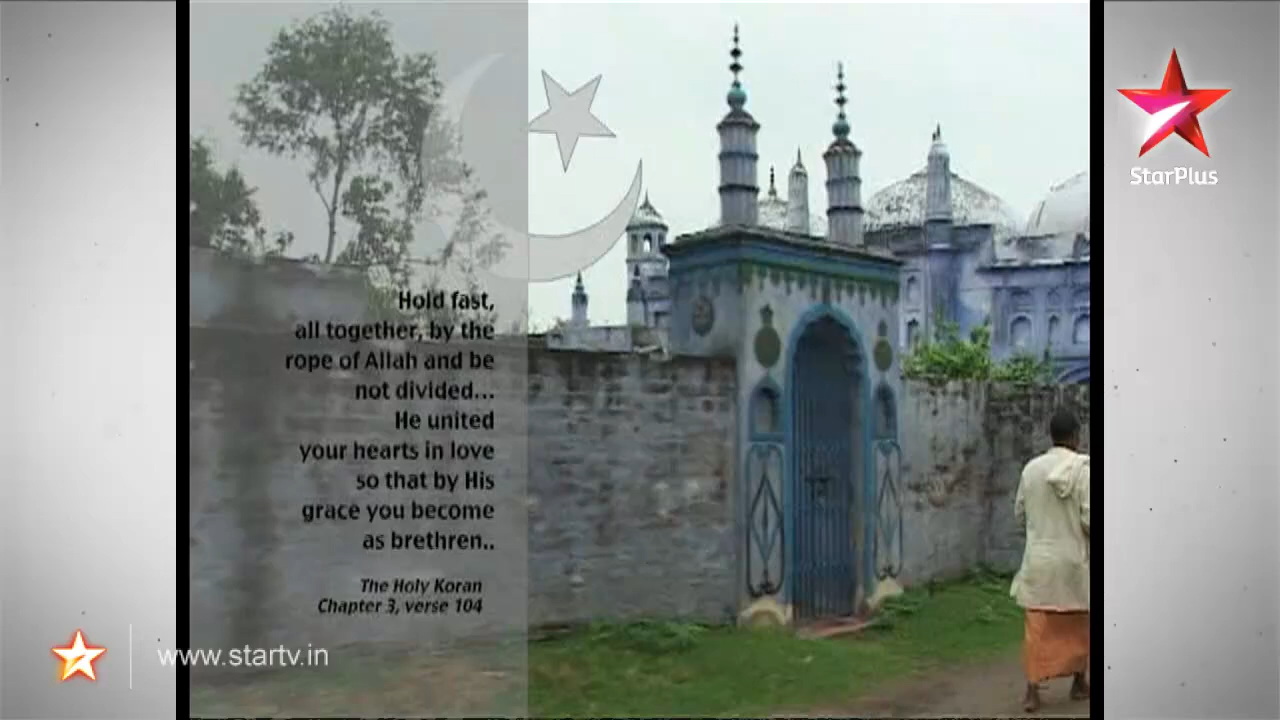 Hold fast,
all together, by the
rope of Allah and be
not divided...
He united
your hearts in love
so that by His
grace you become
as brethren..
The Holy Koran
Chapter 3, verse 104
StarPlus
www.startv.in